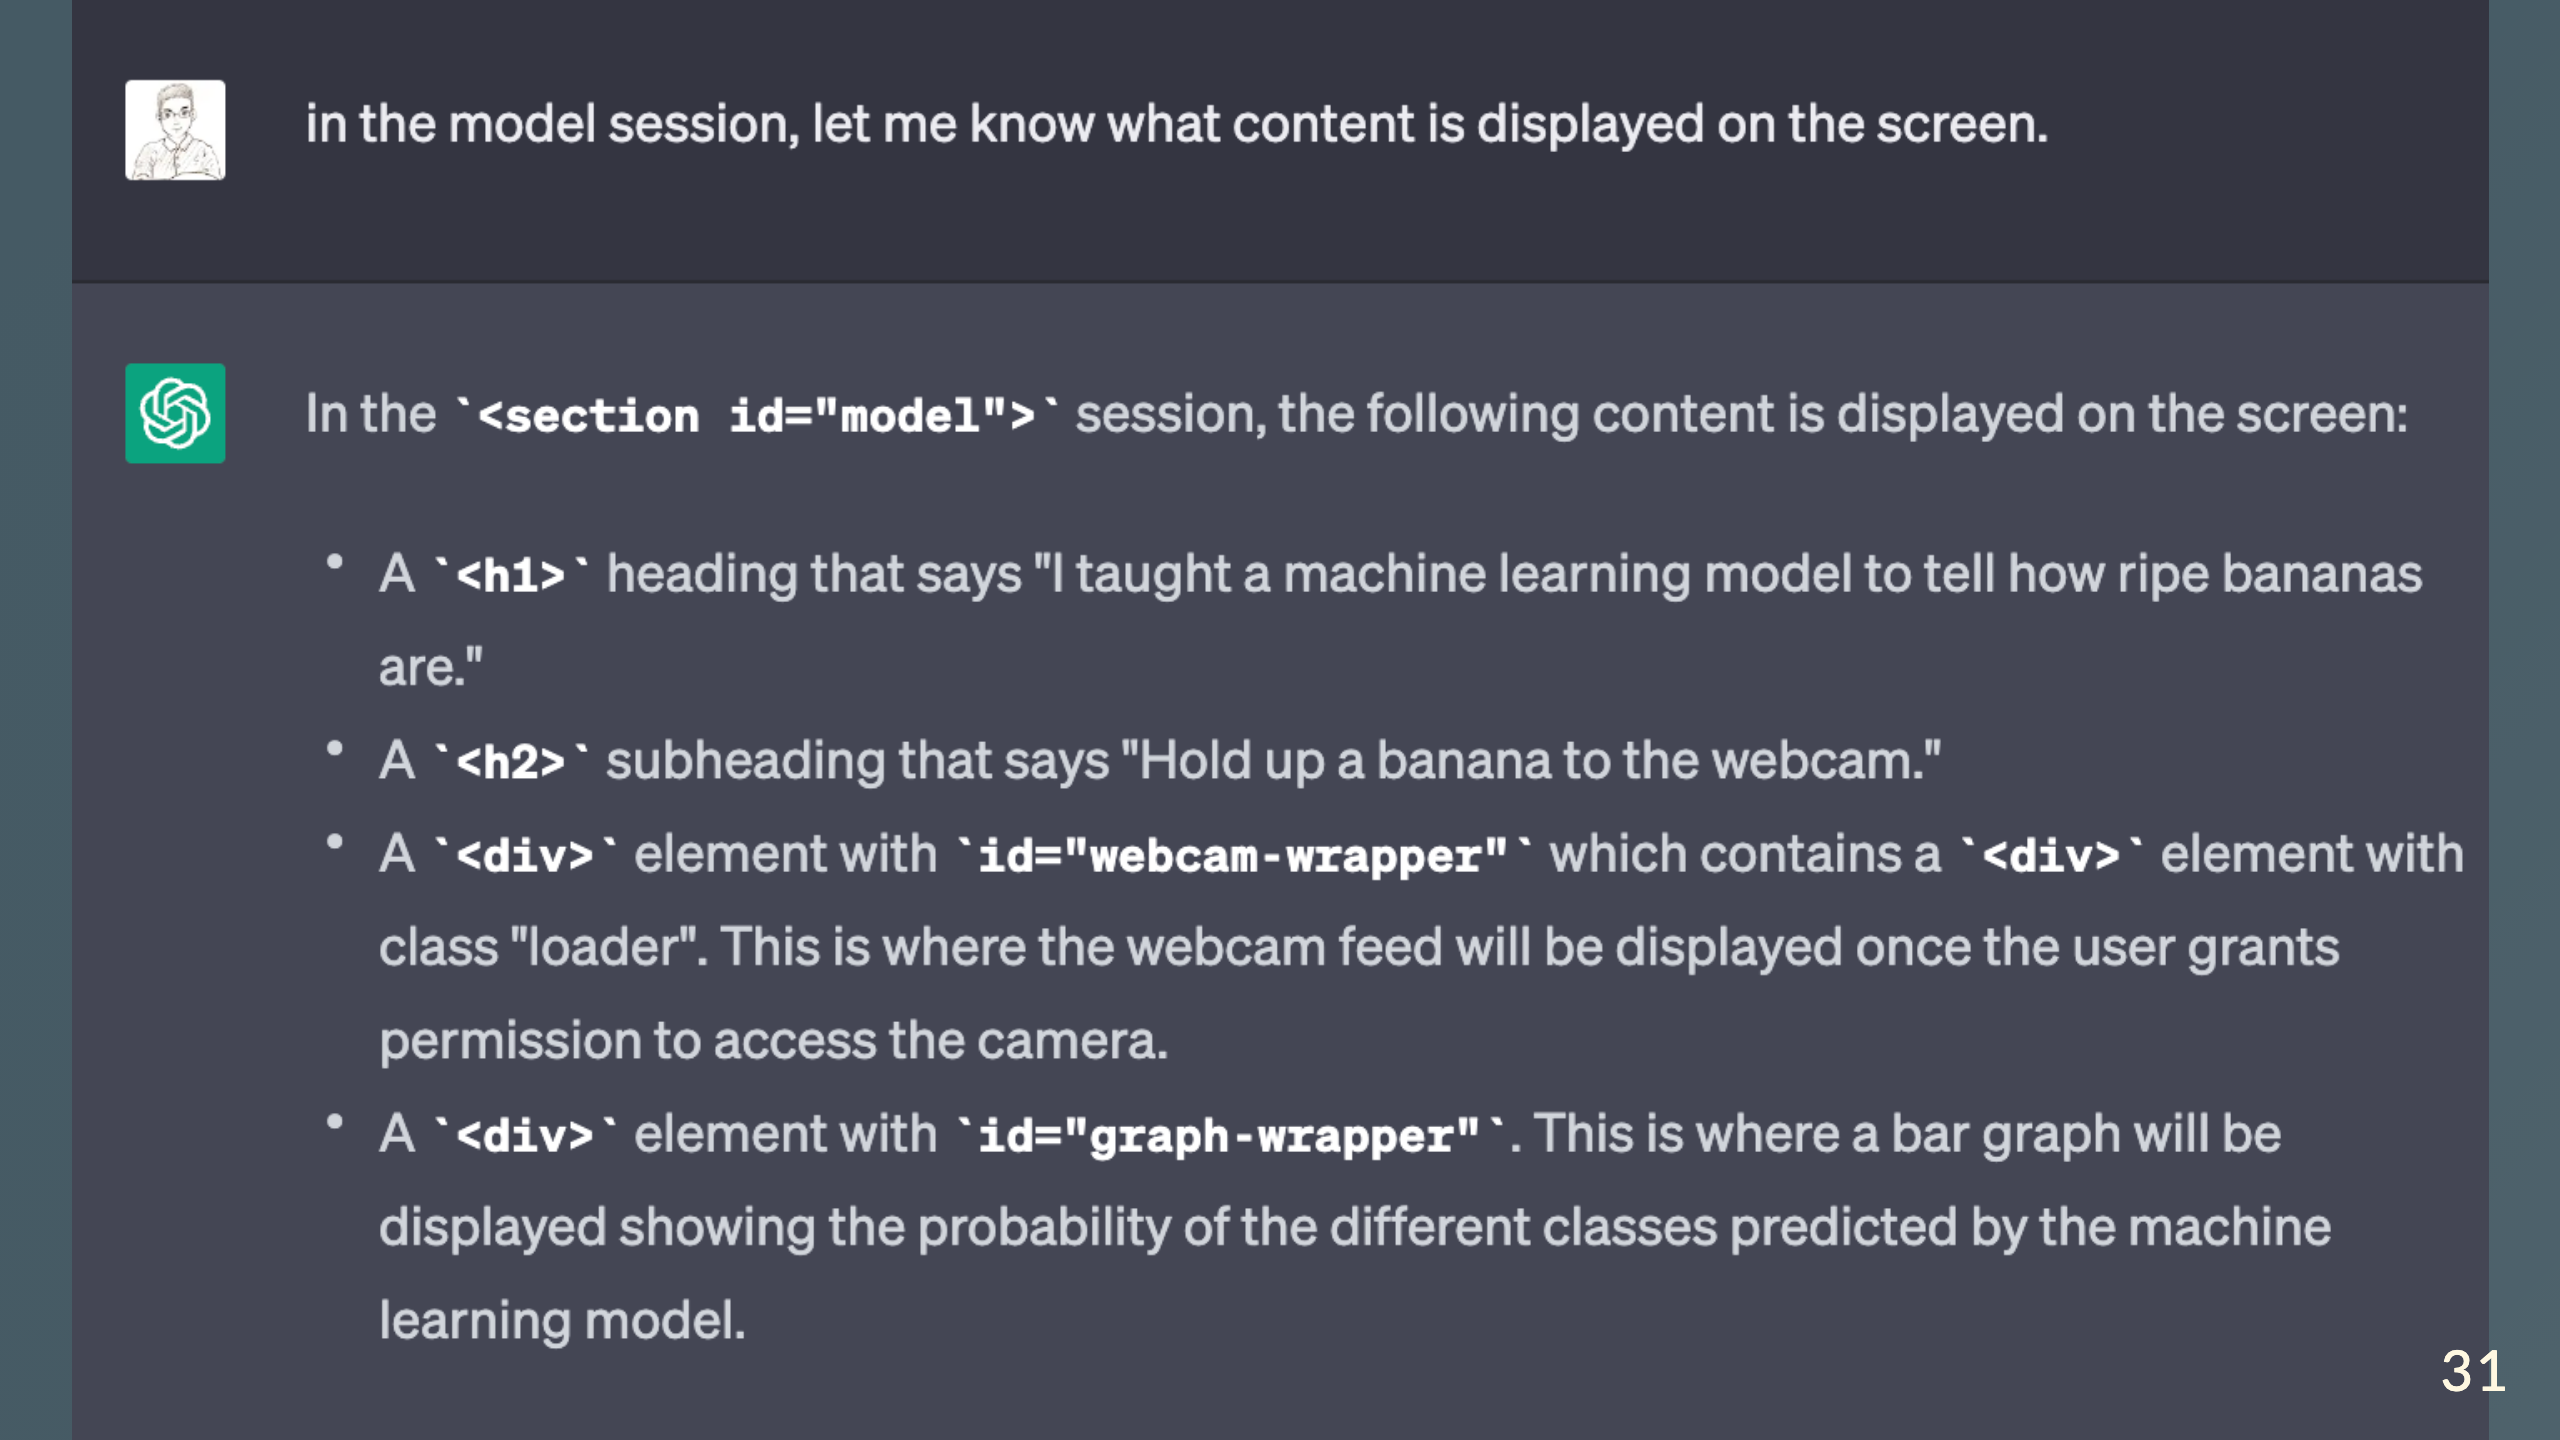 in the model session, let me know what content is displayed on the screen.
In the `<section id="model">` session, the following content is displayed on the screen:
• A `<h1>` heading that says "I taught a machine learning model to tell how ripe bananas
are."
• A `<h2>` subheading that says "Hold up a banana to the webcam."
• A `<div>` element with `id="webcam-wrapper"` which contains a `<div>` element with
class "loader". This is where the webcam feed will be displayed once the user grants
permission to access the camera.
• A `<div>` element with `id="graph-wrapper"`. This is where a bar graph will be
displayed showing the probability of the different classes predicted by the machine
learning model.
31